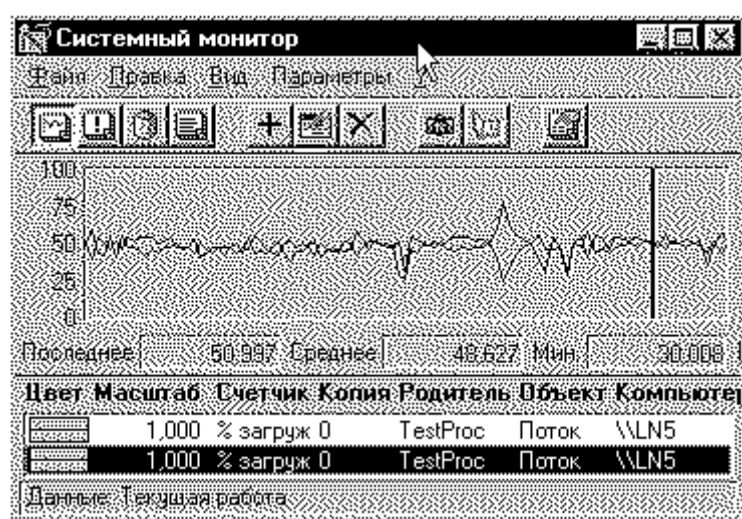 Системный монитор
Файл Правка Вид Параметры
100
75
50
25
0
Последнее 50,997 Среднее 48,627 Мин. 30,008
Цвет Масштаб Счетчик Копия Родитель Объект Компьютер
1,000 % загруж 0 TestProc Поток \\LN5
1,000 % загруж 0 TestProc Поток \\LN5
Данные: Текущая работа